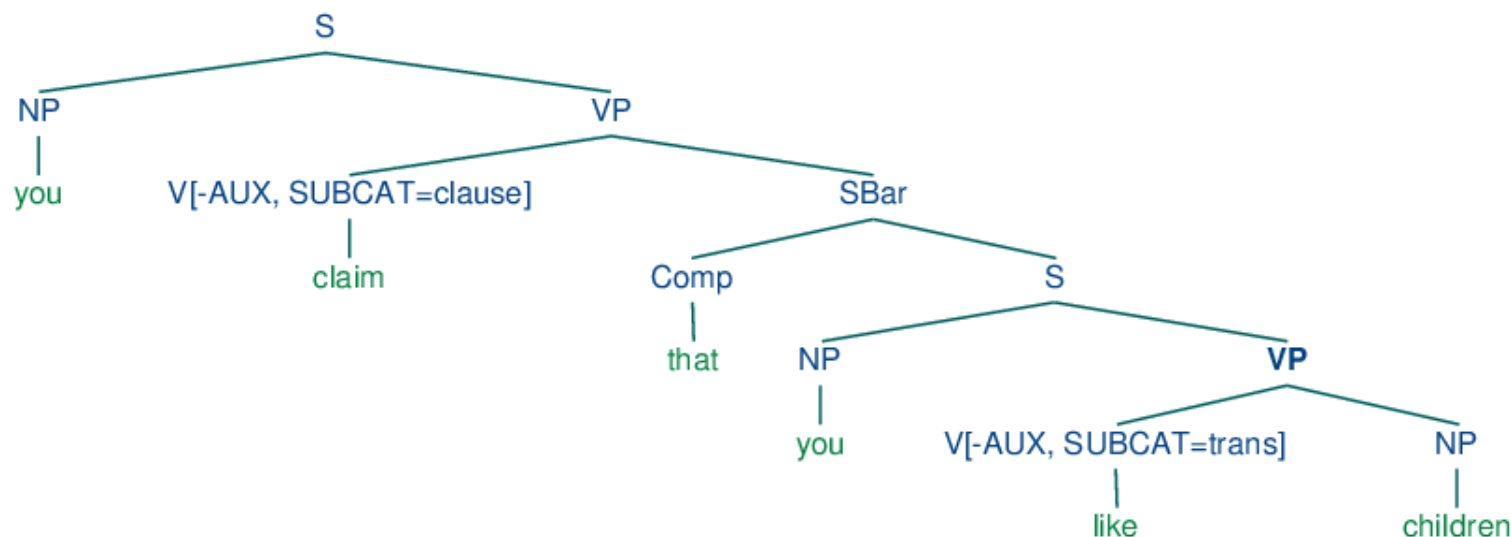 S
NP VP
you V[-AUX, SUBCAT=clause] SBar
claim Comp S
that NP VP
you V[-AUX, SUBCAT=trans] NP
like children